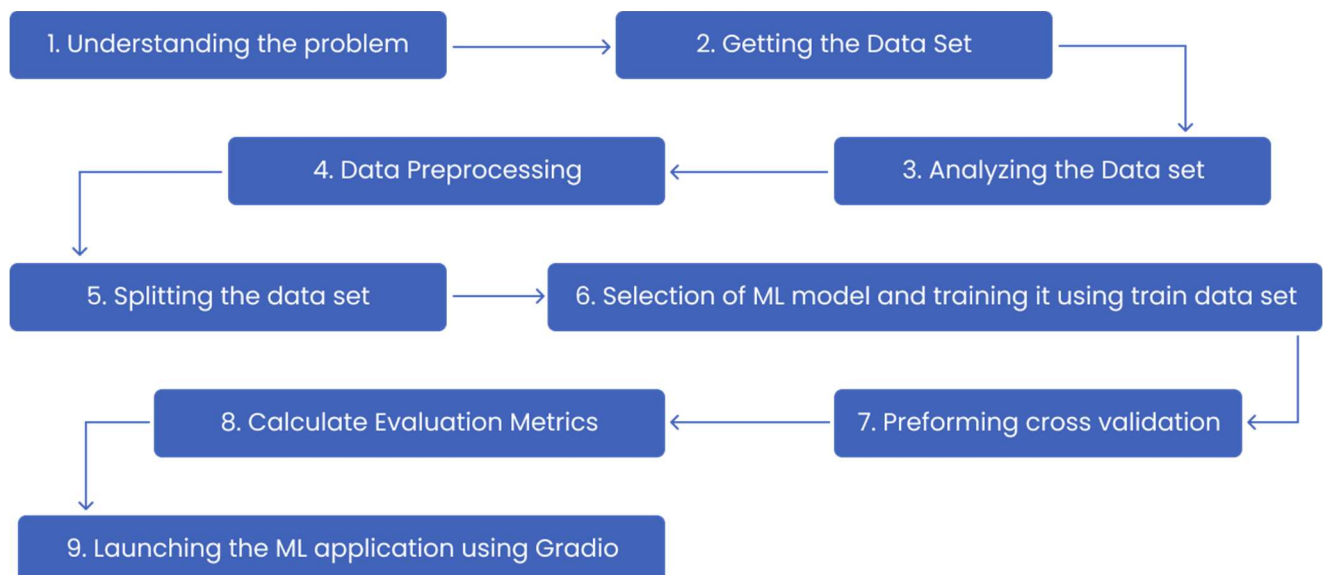 1. Understanding the problem
2. Getting the Data Set
3. Analyzing the Data set
4. Data Preprocessing
5. Splitting the data set
6. Selection of ML model and training it using train data set
7. Preforming cross validation
8. Calculate Evaluation Metrics
9. Launching the ML application using Gradio